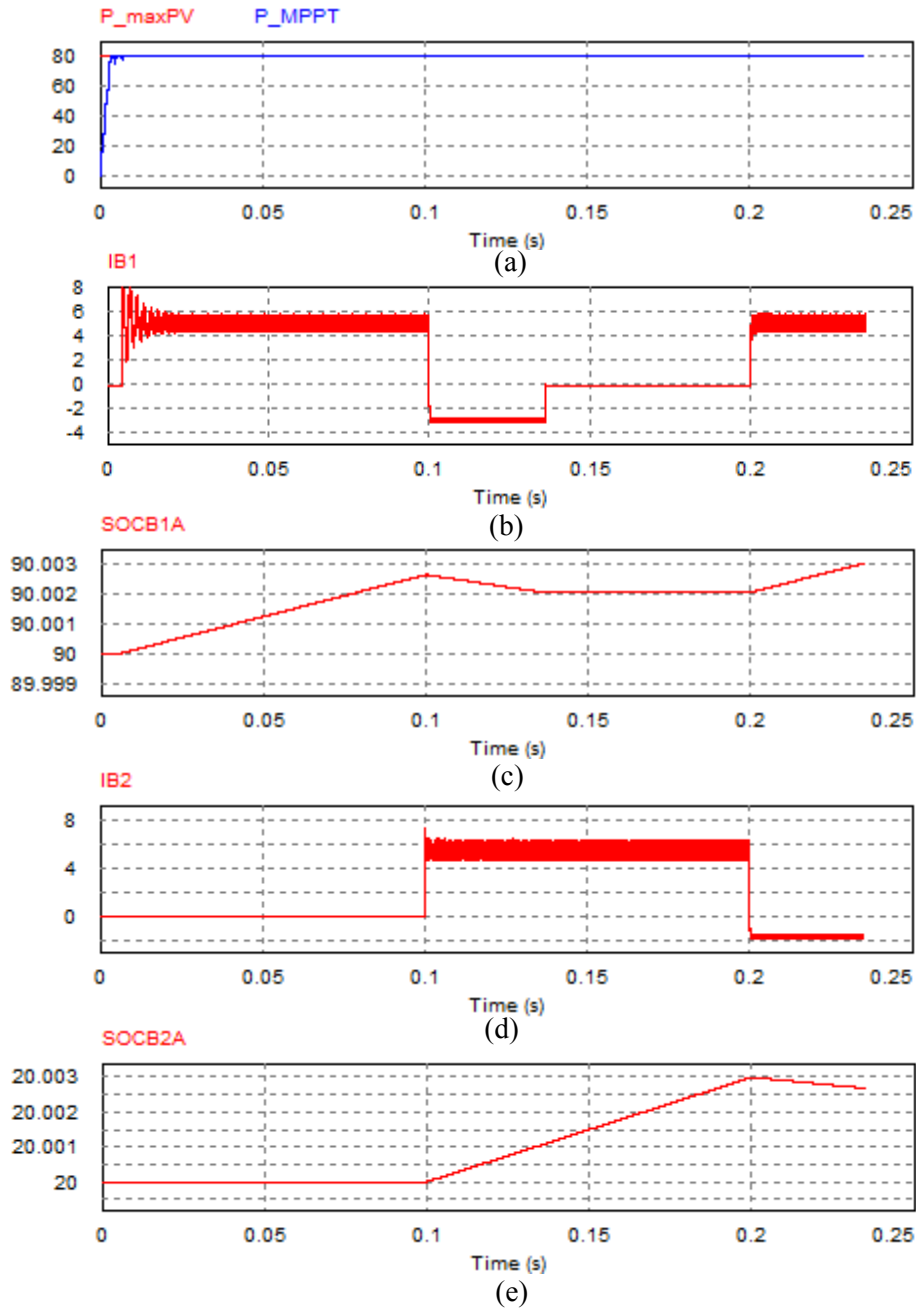 P_maxPV P_MPPT
80
60
40
20
0
0 0.05 0.1 0.15 0.2 0.25
Time (s)
(a)
IB1
8
6
4
2
0
-2
-4
0 0.05 0.1 0.15 0.2 0.25
Time (s)
(b)
SOCB1A
90.003
90.002
90.001
90
89.999
0 0.05 0.1 0.15 0.2 0.25
Time (s)
(c)
IB2
8
4
0
0 0.05 0.1 0.15 0.2 0.25
Time (s)
(d)
SOCB2A
20.003
20.002
20.001
20
0 0.05 0.1 0.15 0.2 0.25
Time (s)
(e)